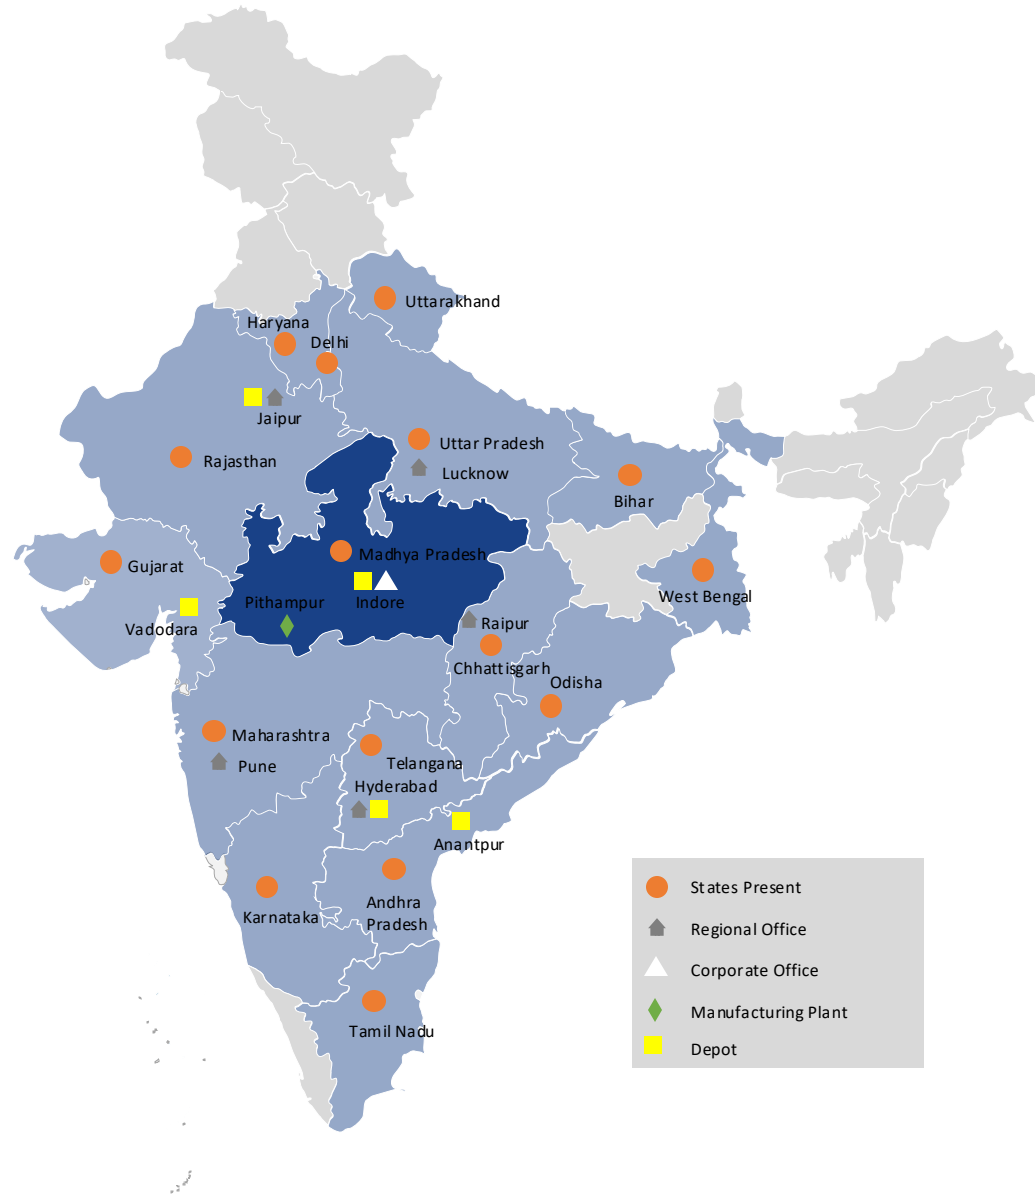 Uttarakhand
Haryana
Delhi
Jaipur
Uttar Pradesh
Rajasthan
Lucknow
Bihar
Madhya Pradesh
Gujarat
West Bengal
Pithampur
Indore
Vadodara
Raipur
Chhattisgarh
Odisha
Maharashtra
Telangana
Pune
Hyderabad
Anantpur
Andhra
Pradesh
Karnataka
Tamil Nadu
States Present
Regional Office
Corporate Office
Manufacturing Plant
Depot